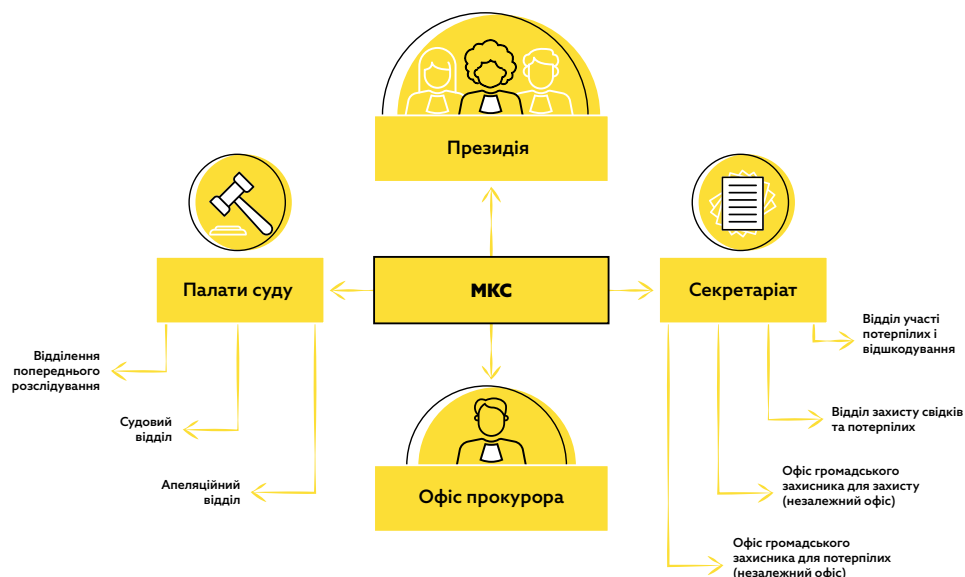 Президія
Палати суду
МКС
Секретаріат
Відділення
попереднього
розслідування
Судовий
відділ
Апеляційний
відділ
Офіс прокурора
Відділ участі
потерпілих і
відшкодування
Відділ захисту свідків
та потерпілих
Офіс громадського
захисника для захисту
(незалежний офіс)
Офіс громадського
захисника для потерпілих
(незалежний офіс)